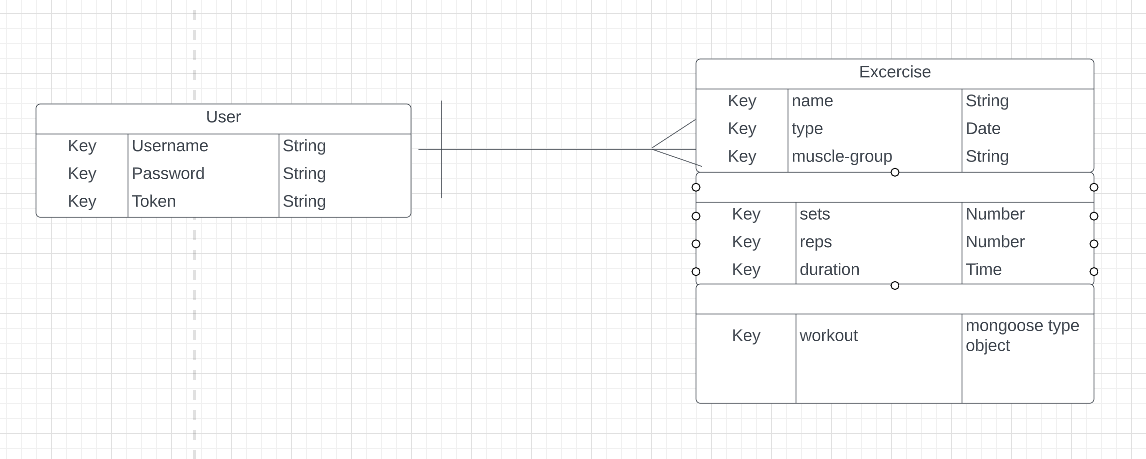 User
Key Username String
Key Password String
Key Token String
Excercise
Key name String
Key type Date
Key muscle-group String
Key sets Number
Key reps Number
Key duration Time
Key workout mongoose type
object